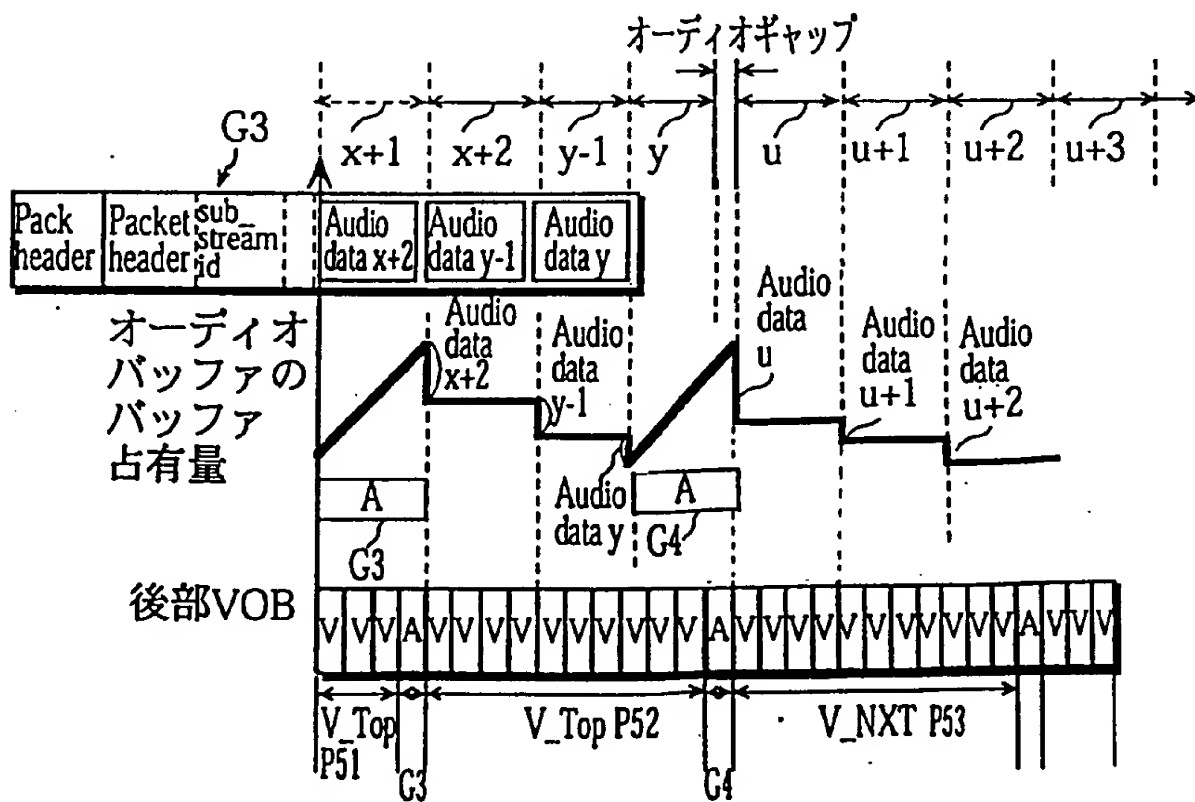 オーディオギャップ
x+1
x+2
y-1
y
u
u+1
u+2
u+3
G3
Pack
header
Packet
header
sub_
stream
id
Audio
data x+2
Audio
data y-1
Audio
data y
オーディオ
バッファの
バッファ
占有量
Audio
data
x+2
Audio
data
y-1
Audio
data y
Audio
data
u
Audio
data
u+1
Audio
data
u+2
A
G3
A
G4
後部VOB
V V V A V V V V V V V V V V A V V V V V V V V V V V A V V V
V_Top
P51
G3
V_Top P52
G4
V_NXT P53